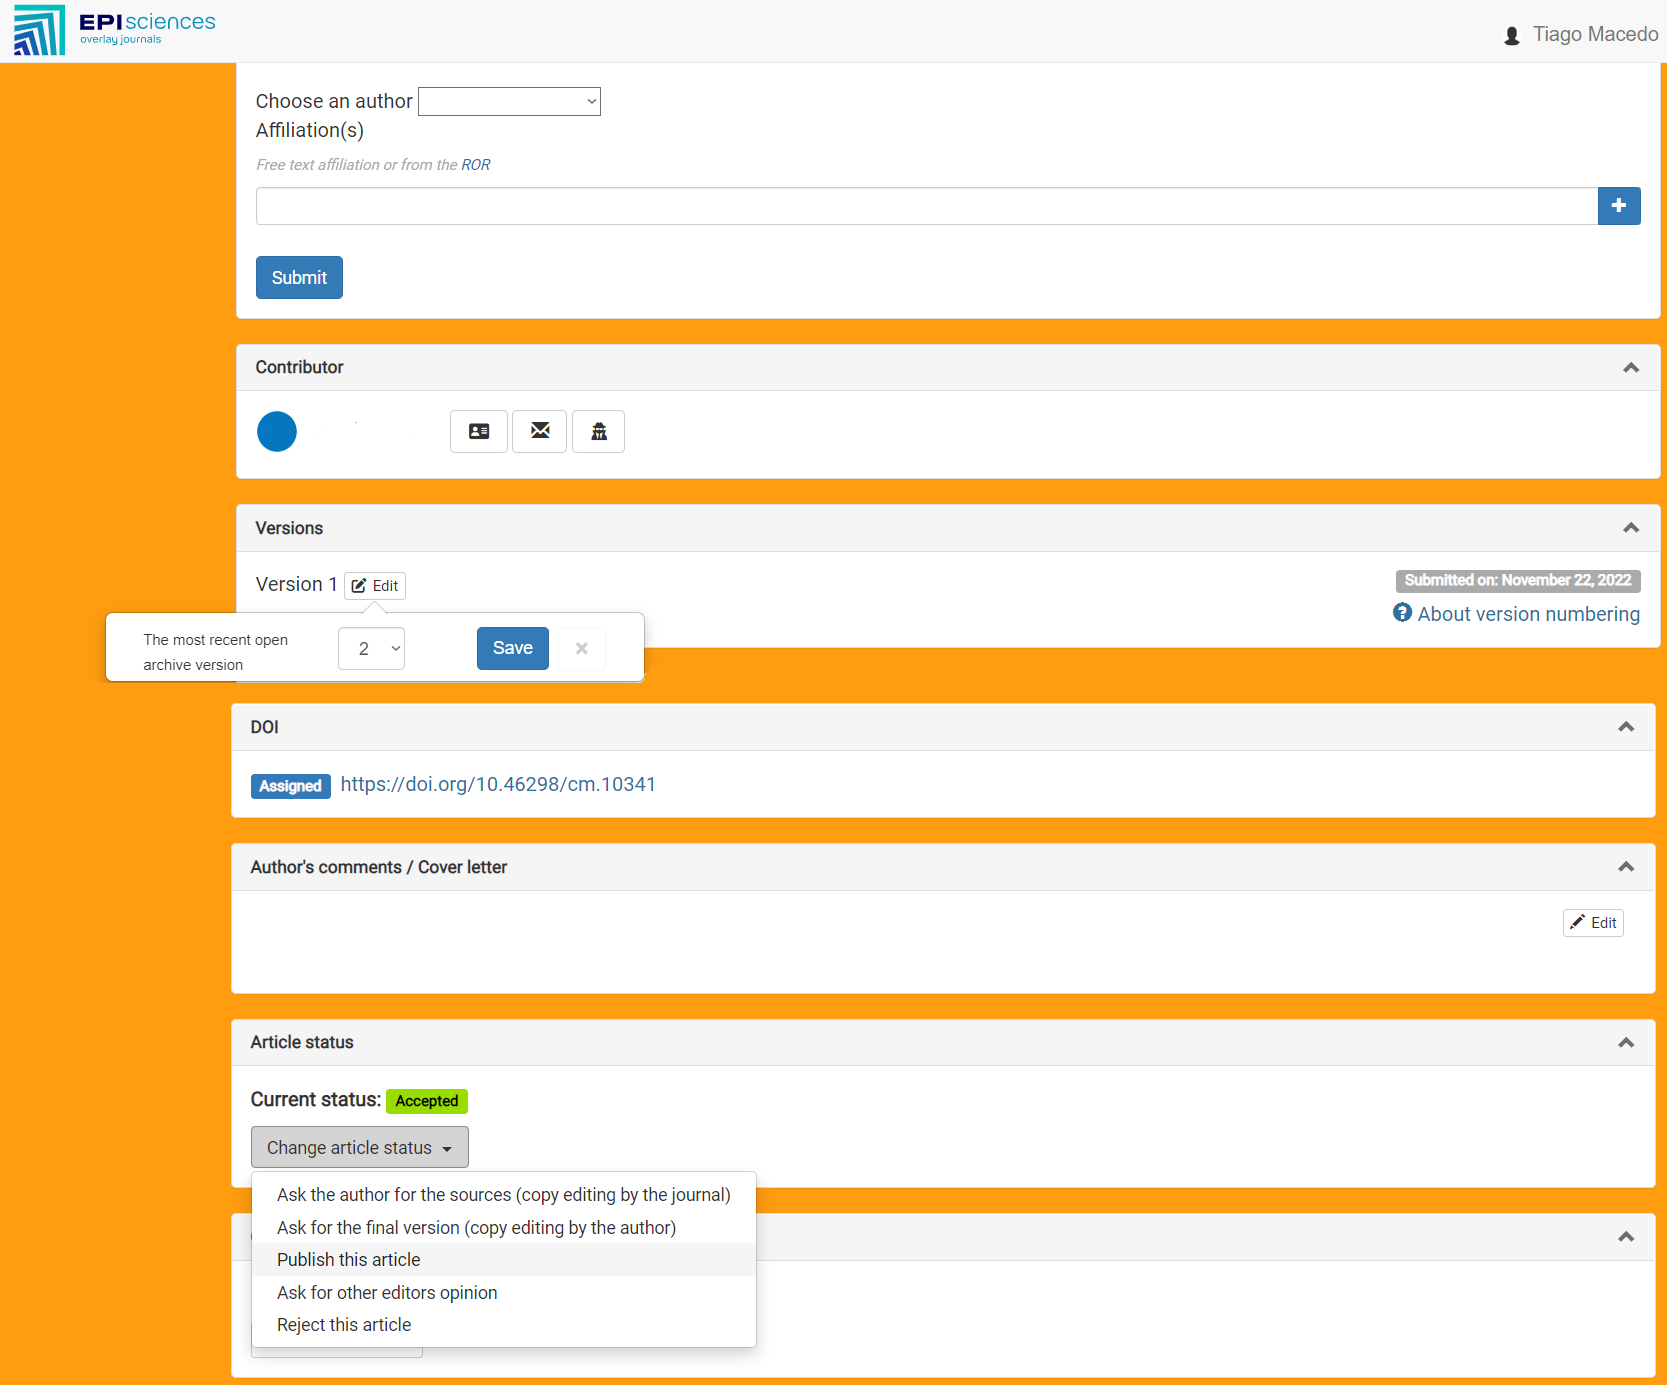 EPIsciences
overlay journals
Tiago Macedo
Choose an author
Affiliation(s)
Free text affiliation or from the ROR
Submit
Contributor
Versions
Version 1 Edit
Submitted on: November 22, 2022
About version numbering
The most recent open
archive version
2
Save
DOI
Assigned https://doi.org/10.46298/cm.10341
Author's comments / Cover letter
Edit
Article status
Current status: Accepted
Change article status
Ask the author for the sources (copy editing by the journal)
Ask for the final version (copy editing by the author)
Publish this article
Ask for other editors opinion
Reject this article